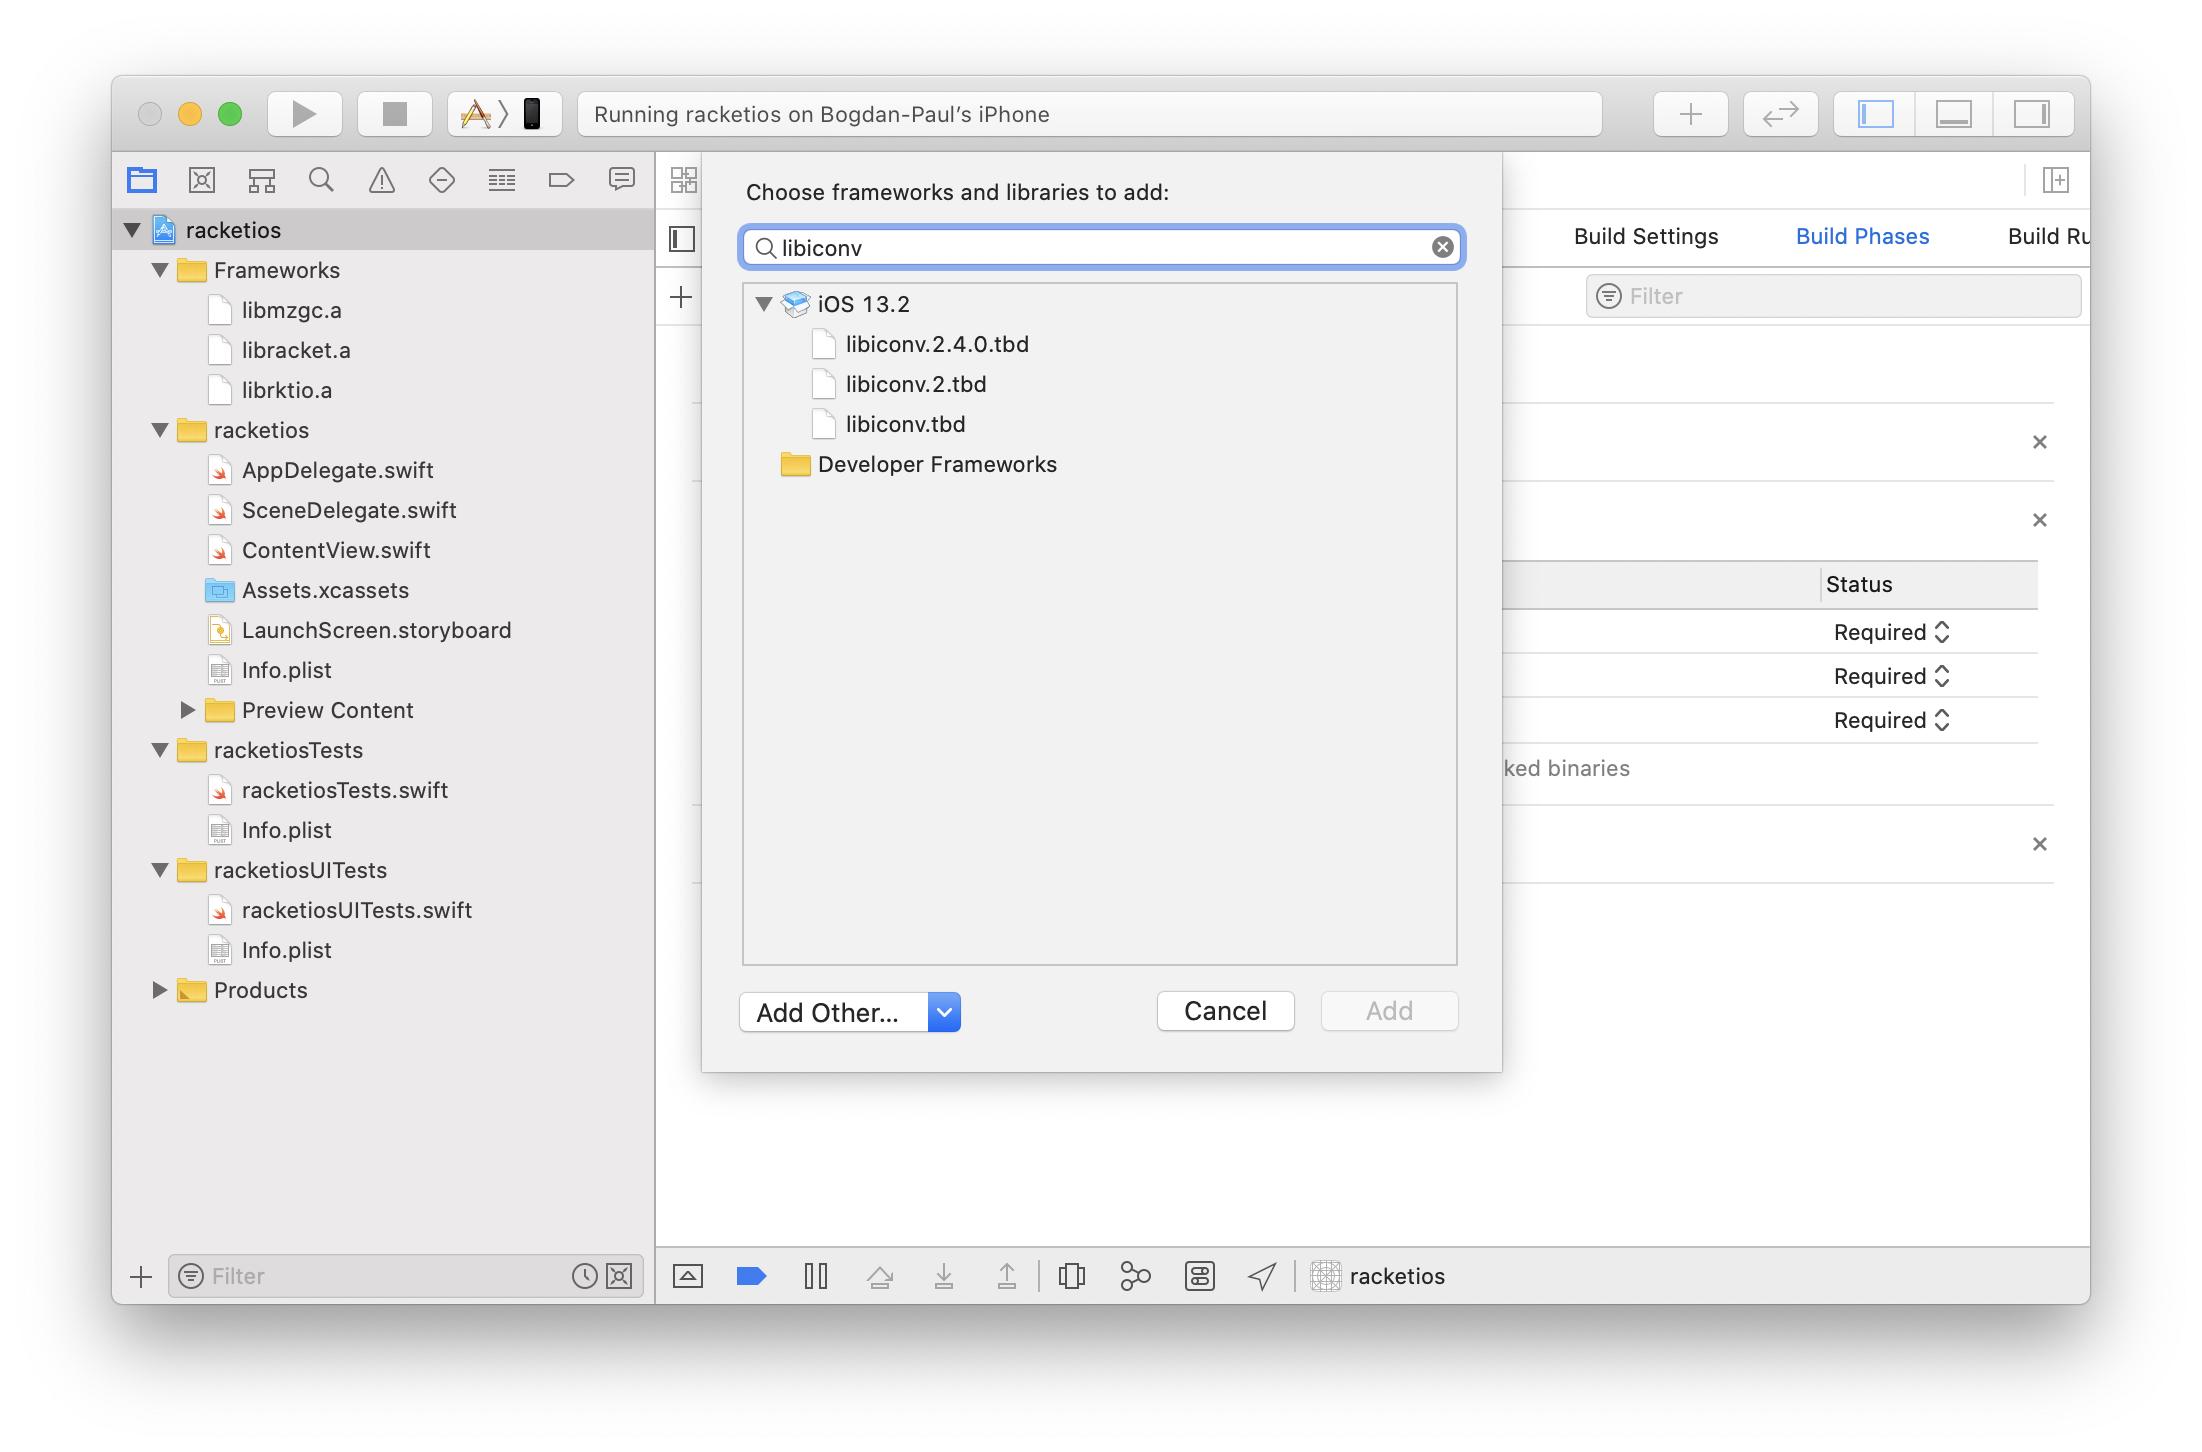 Running racketios on Bogdan-Paul’s iPhone
racketios
Frameworks
libmzgc.a
libracket.a
librktio.a
racketios
AppDelegate.swift
SceneDelegate.swift
ContentView.swift
Assets.xcassets
LaunchScreen.storyboard
Info.plist
Preview Content
racketiosTests
racketiosTests.swift
Info.plist
racketiosUITests
racketiosUITests.swift
Info.plist
Products
Filter
Choose frameworks and libraries to add:
libiconv
iOS 13.2
libiconv.2.4.0.tbd
libiconv.2.tbd
libiconv.tbd
Developer Frameworks
Add Other...
Cancel
Add
Build Settings
Build Phases
Build Ru
Filter
Status
Required
Required
Required
ked binaries
racketios